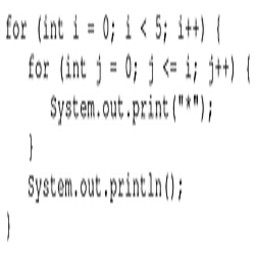 for (int i = 0; i < 5; i++) {
    for (int j = 0; j <= i; j++) {
        System.out.print("*");
    }
    System.out.println();
}